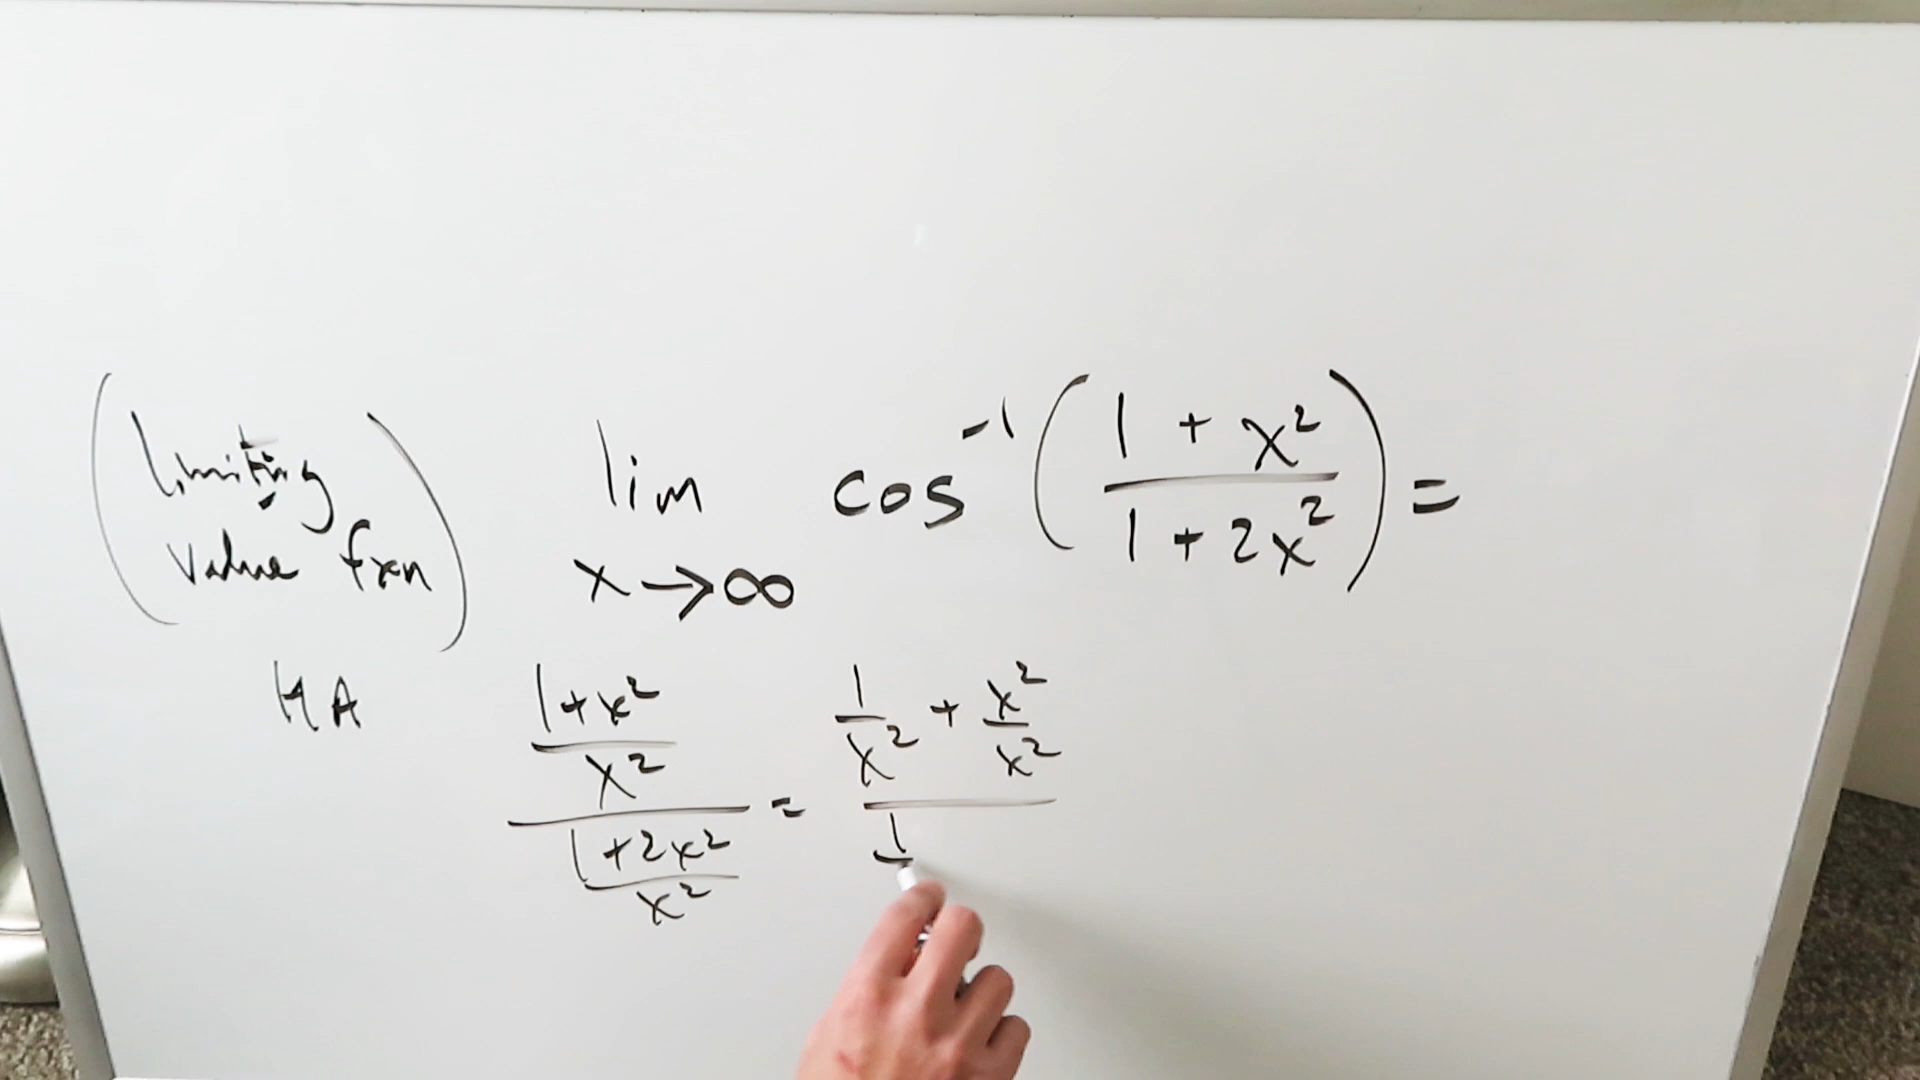 (limiting value fxn) lim x→∞ cos⁻¹((1 + x²)/(1 + 2x²)) =
HA ((1+x²)/x²)/((1+2x²)/x²) = (1/x² + x²/x²)/(1/